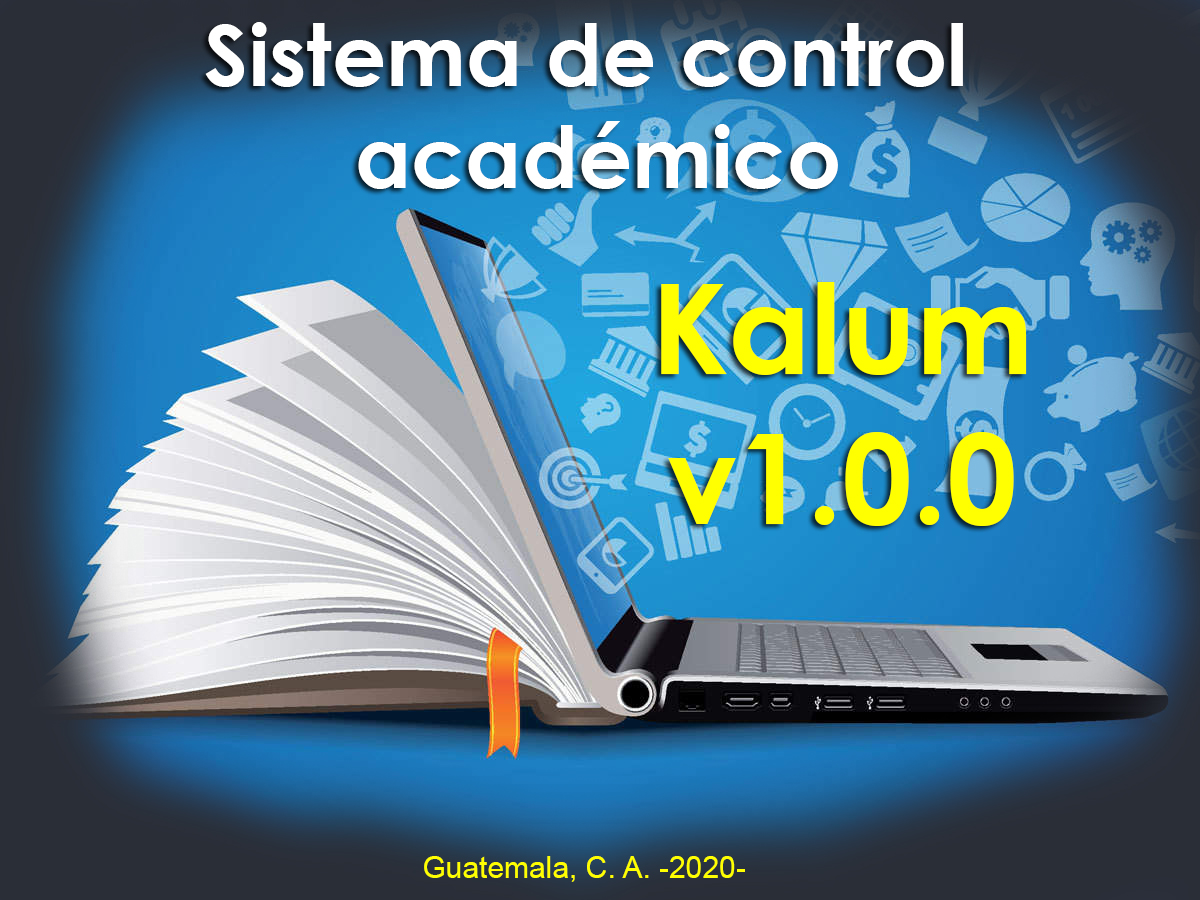 Sistema de control
académico
Kalum
v1.0.0
Guatemala, C. A. -2020-